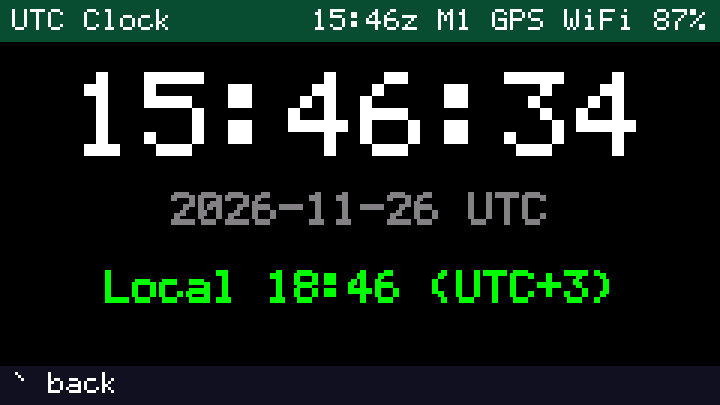 UTC Clock 15:46z M1 GPS WiFi 87%
15:46:34
2026-11-26 UTC
Local 18:46 (UTC+3)
` back